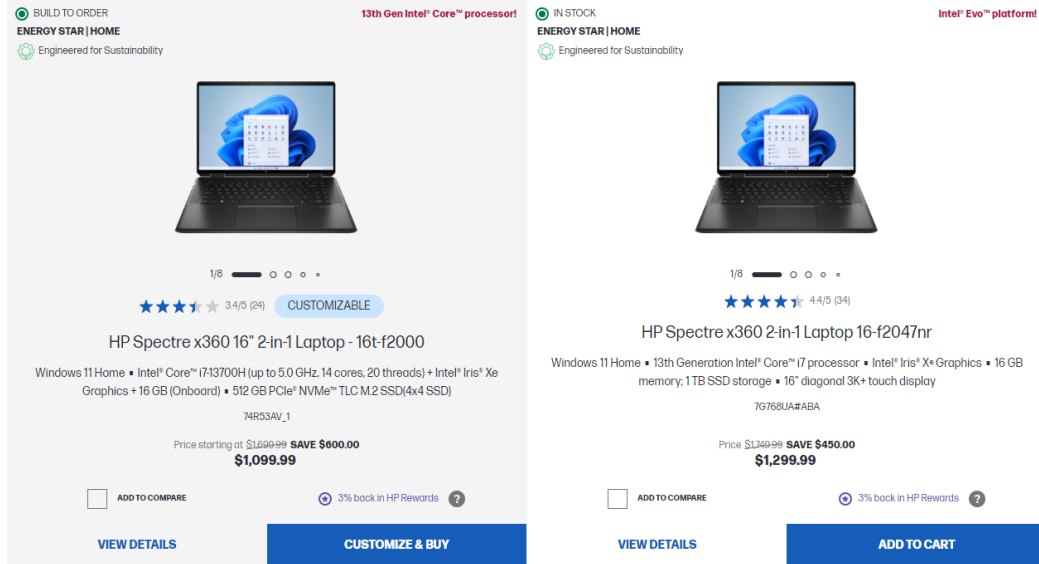 BUILD TO ORDER
13th Gen Intel® Core™ processor!
ENERGY STAR | HOME
Engineered for Sustainability
1/8
3.4/5 (24)
CUSTOMIZABLE
HP Spectre x360 16" 2-in-1 Laptop - 16t-f2000
Windows 11 Home ▪ Intel® Core™ i7-13700H (up to 5.0 GHz, 14 cores, 20 threads) + Intel® Iris® Xe
Graphics + 16 GB (Onboard) ▪ 512 GB PCIe® NVMe™ TLC M.2 SSD(4x4 SSD)
74R53AV_1
Price starting at $1,699.99 SAVE $600.00
$1,099.99
ADD TO COMPARE
3% back in HP Rewards ?
VIEW DETAILS
CUSTOMIZE & BUY
IN STOCK
Intel® Evo™ platform!
ENERGY STAR | HOME
Engineered for Sustainability
1/8
4.4/5 (34)
HP Spectre x360 2-in-1 Laptop 16-f2047nr
Windows 11 Home ▪ 13th Generation Intel® Core™ i7 processor ▪ Intel® Iris® Xᵉ Graphics ▪ 16 GB
memory; 1 TB SSD storage ▪ 16" diagonal 3K+ touch display
7G768UA#ABA
Price $1,749.99 SAVE $450.00
$1,299.99
ADD TO COMPARE
3% back in HP Rewards ?
VIEW DETAILS
ADD TO CART